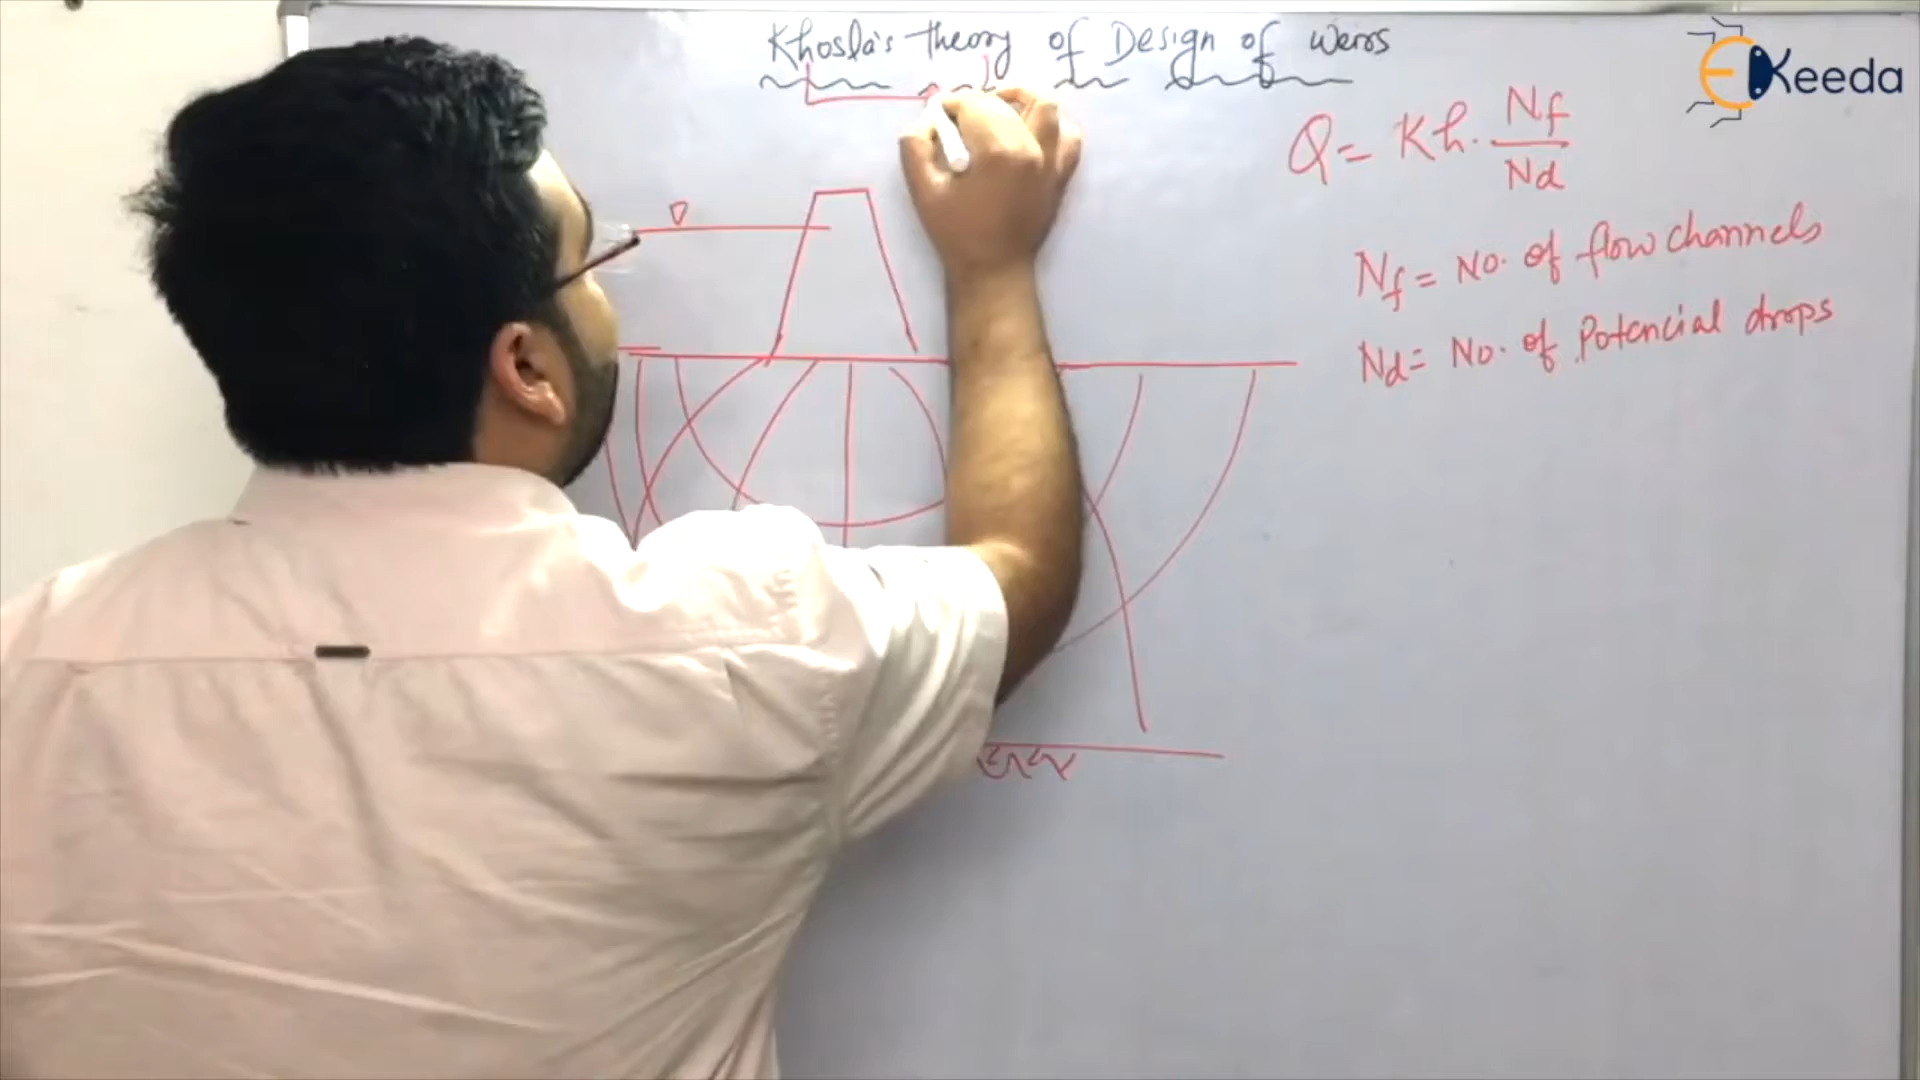 Khosla's theory of Design of Weirs
EKeeda
Q = Kh. Nf / Nd
Nf = No. of flow channels
Nd = No. of Potencial drops